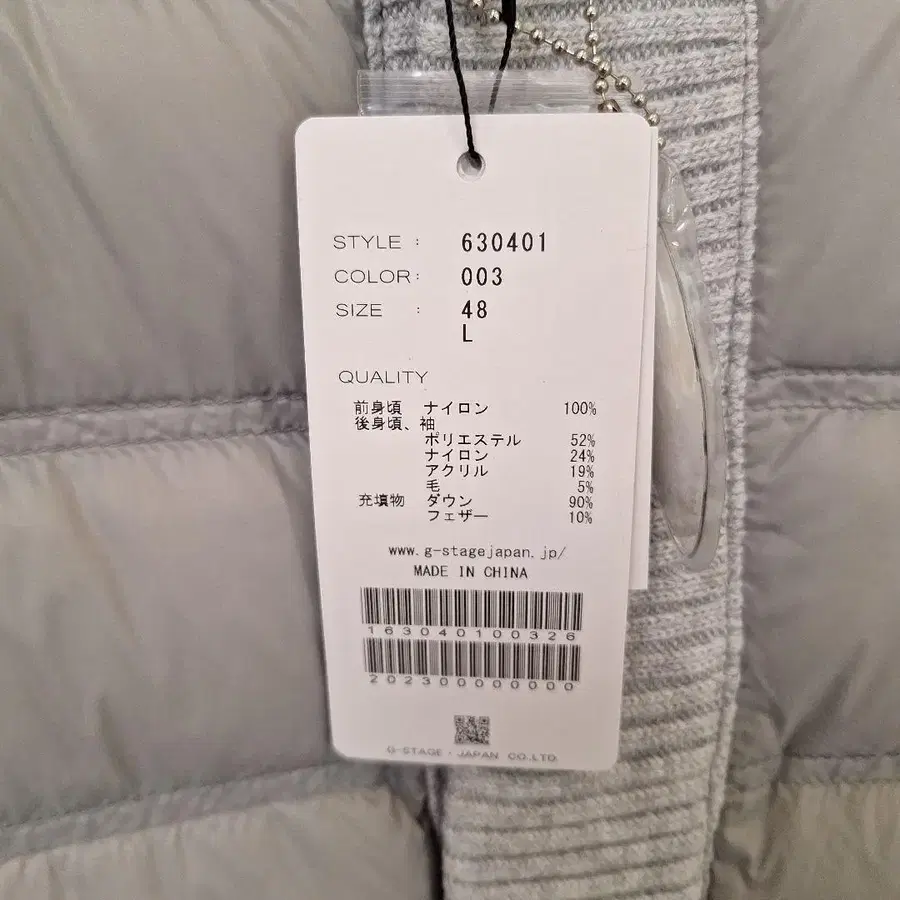 STYLE : 630401
COLOR: 003
SIZE : 48
L
QUALITY
前身頃 ナイロン 100%
後身頃、袖
ポリエステル 52%
ナイロン 24%
アクリル 19%
毛 5%
充填物 ダウン 90%
フェザー 10%
www.g-stagejapan.jp/
MADE IN CHINA
163040100326
2023000000000
G-STAGE・JAPAN CO.LTD.